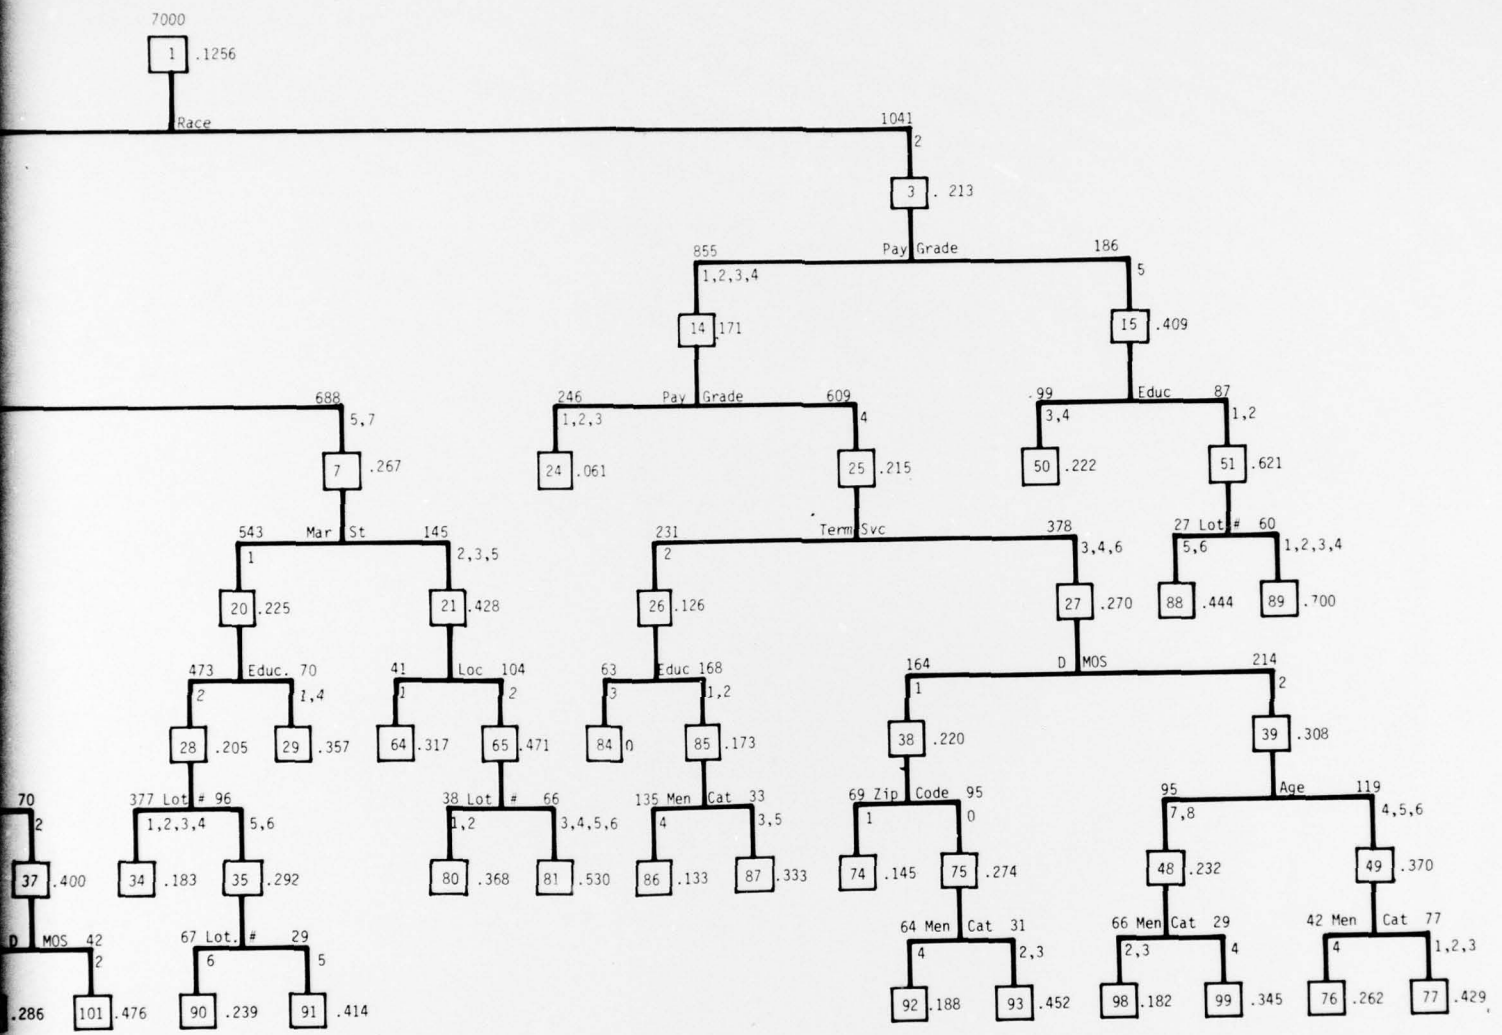 7000
1 .1256
Race 1041
2
3 . 213
855 Pay Grade 186
1,2,3,4 5
14 .171 15 .409
688 246 Pay Grade 609 .99 Educ 87
5,7 1,2,3 4 3,4 1,2
7 .267 24 .061 25 .215 50 .222 51 .621
543 Mar St 145 231 Term Svc 378 27 Lot # 60
1 2,3,5 2 3,4,6 5,6 1,2,3,4
20 .225 21 .428 26 .126 27 .270 88 .444 89 .700
473 Educ. 70 41 Loc 104 63 Educ 168 164 D MOS 214
2 1,4 1 2 3 1,2 1 2
28 .205 29 .357 64 .317 65 .471 84 0 85 .173 38 .220 39 .308
70 377 Lot # 96 38 Lot # 66 135 Men Cat 33 69 Zip Code 95 95 Age 119
2 1,2,3,4 5,6 1,2 3,4,5,6 4 3,5 1 0 7,8 4,5,6
37 .400 34 .183 35 .292 80 .368 81 .530 86 .133 87 .333 74 .145 75 .274 48 .232 49 .370
D MOS 42 67 Lot. # 29 64 Men Cat 31 66 Men Cat 29 42 Men Cat 77
2 6 5 4 2,3 2,3 4 4 1,2,3
.286 101 .476 90 .239 91 .414 92 .188 93 .452 98 .182 99 .345 76 .262 77 .429